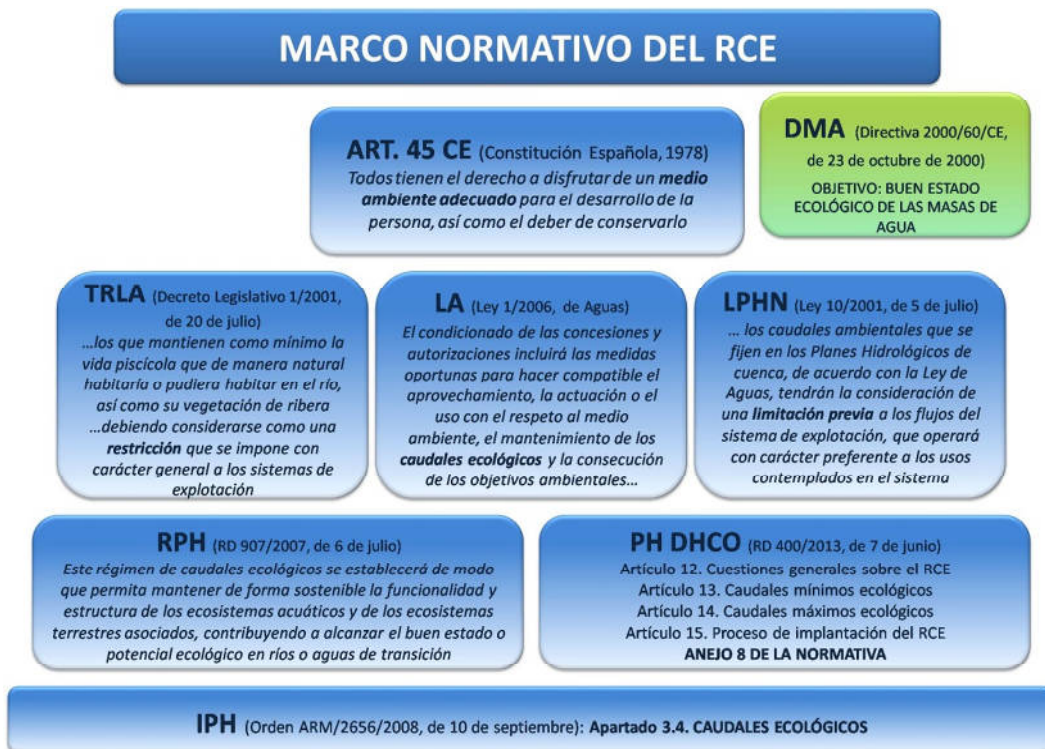 MARCO NORMATIVO DEL RCE
ART. 45 CE (Constitución Española, 1978)
Todos tienen el derecho a disfrutar de un medio
ambiente adecuado para el desarrollo de la
persona, así como el deber de conservarlo
DMA (Directiva 2000/60/CE,
de 23 de octubre de 2000)
OBJETIVO: BUEN ESTADO
ECOLÓGICO DE LAS MASAS DE
AGUA
TRLA (Decreto Legislativo 1/2001,
de 20 de julio)
...los que mantienen como mínimo la
vida piscícola que de manera natural
habitaría o pudiera habitar en el río,
así como su vegetación de ribera
...debiendo considerarse como una
restricción que se impone con
carácter general a los sistemas de
explotación
LA (Ley 1/2006, de Aguas)
El condicionado de las concesiones y
autorizaciones incluirá las medidas
oportunas para hacer compatible el
aprovechamiento, la actuación o el
uso con el respeto al medio
ambiente, el mantenimiento de los
caudales ecológicos y la consecución
de los objetivos ambientales...
LPHN (Ley 10/2001, de 5 de julio)
... los caudales ambientales que se
fijen en los Planes Hidrológicos de
cuenca, de acuerdo con la Ley de
Aguas, tendrán la consideración de
una limitación previa a los flujos del
sistema de explotación, que operará
con carácter preferente a los usos
contemplados en el sistema
RPH (RD 907/2007, de 6 de julio)
Este régimen de caudales ecológicos se establecerá de modo
que permita mantener de forma sostenible la funcionalidad y
estructura de los ecosistemas acuáticos y de los ecosistemas
terrestres asociados, contribuyendo a alcanzar el buen estado o
potencial ecológico en ríos o aguas de transición
PH DHCO (RD 400/2013, de 7 de junio)
Artículo 12. Cuestiones generales sobre el RCE
Artículo 13. Caudales mínimos ecológicos
Artículo 14. Caudales máximos ecológicos
Artículo 15. Proceso de implantación del RCE
ANEJO 8 DE LA NORMATIVA
IPH (Orden ARM/2656/2008, de 10 de septiembre): Apartado 3.4. CAUDALES ECOLÓGICOS